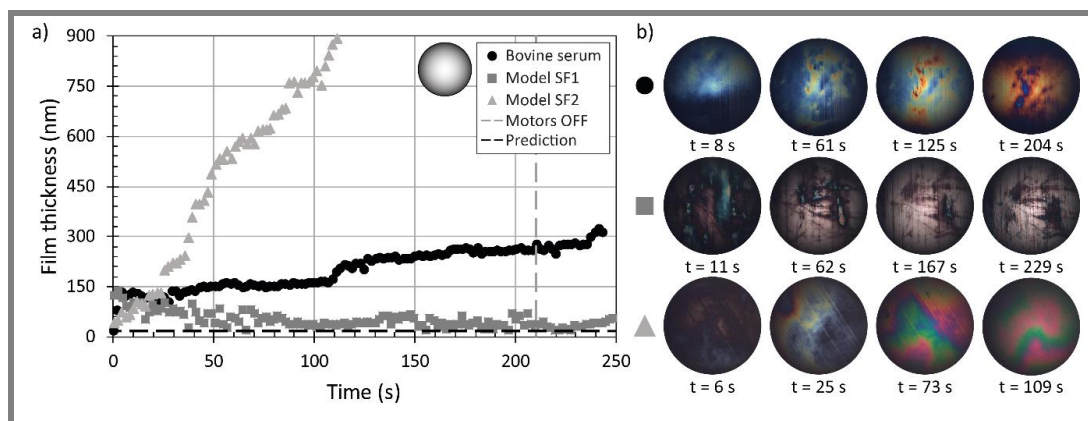 a)
Film thickness (nm)
900
750
600
450
300
150
0
0 50 100 150 200 250
Time (s)
Bovine serum
Model SF1
Model SF2
Motors OFF
Prediction
b)
t = 8 s t = 61 s t = 125 s t = 204 s
t = 11 s t = 62 s t = 167 s t = 229 s
t = 6 s t = 25 s t = 73 s t = 109 s